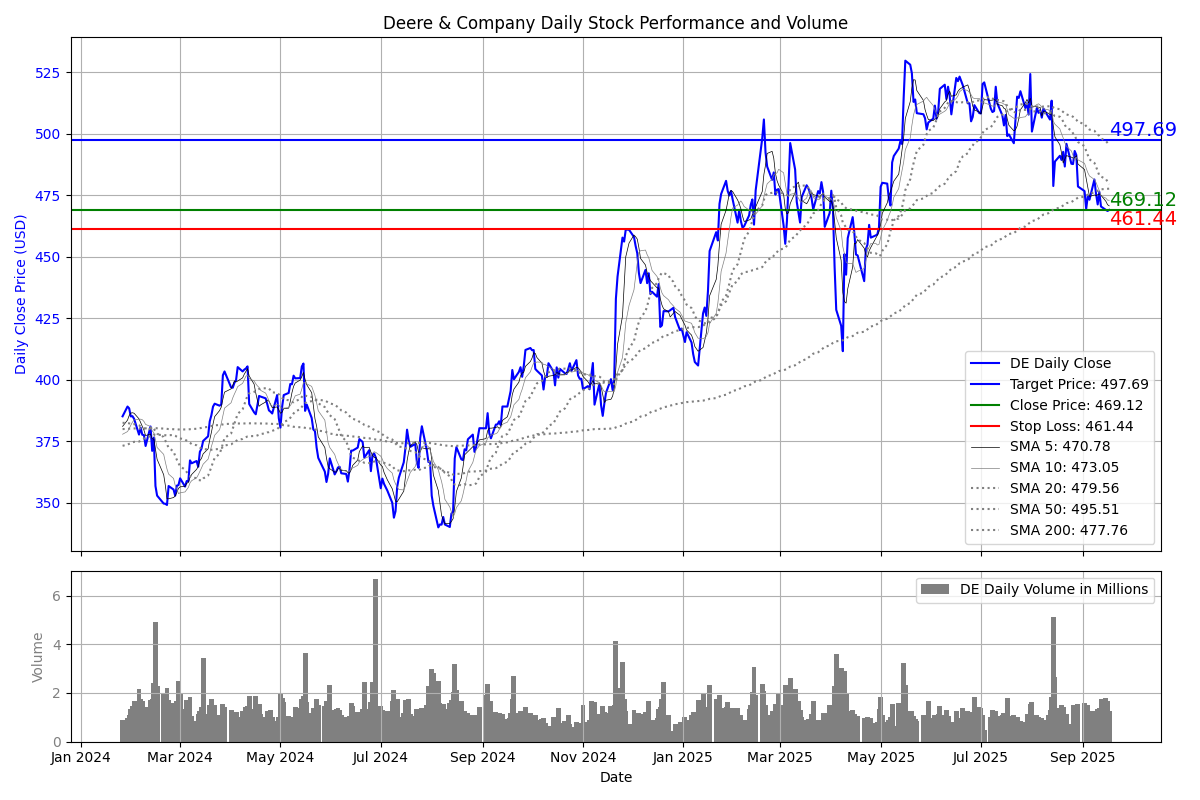 Deere & Company Daily Stock Performance and Volume
Daily Close Price (USD)
525
500
475
450
425
400
375
350
497.69
469.12
461.44
DE Daily Close
Target Price: 497.69
Close Price: 469.12
Stop Loss: 461.44
SMA 5: 470.78
SMA 10: 473.05
SMA 20: 479.56
SMA 50: 495.51
SMA 200: 477.76
Volume
6
4
2
0
DE Daily Volume in Millions
Jan 2024 Mar 2024 May 2024 Jul 2024 Sep 2024 Nov 2024 Jan 2025 Mar 2025 May 2025 Jul 2025 Sep 2025
Date